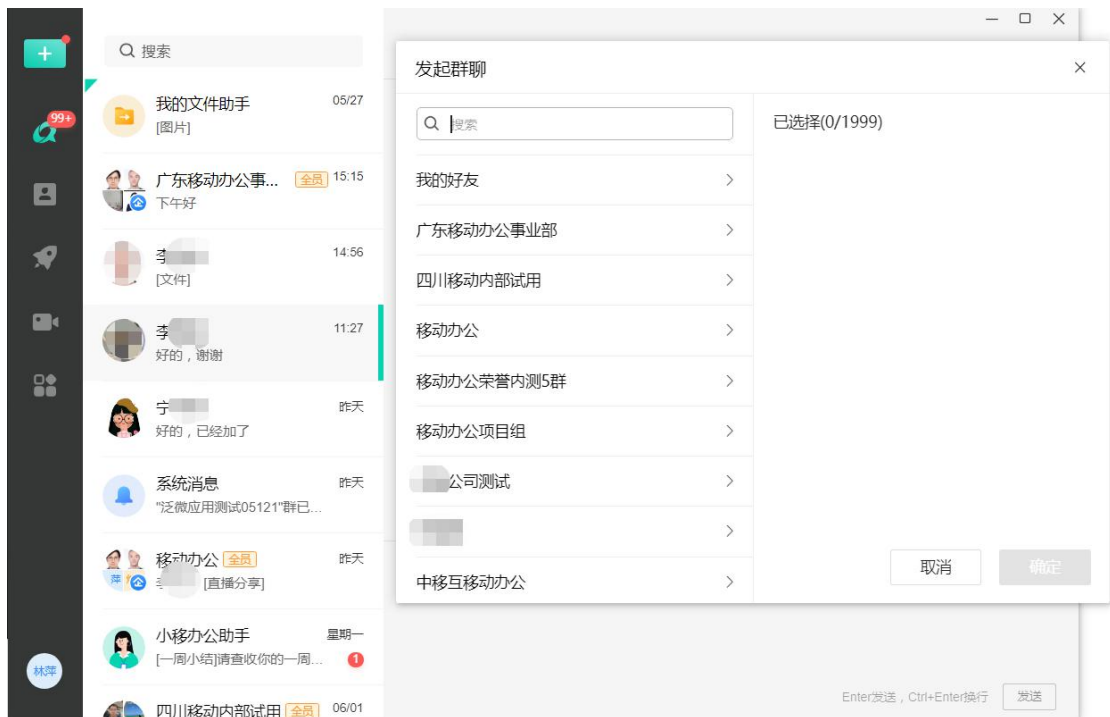 搜索
99+
我的文件助手 05/27
[图片]
广东移动办公事... 全员 15:15
下午好
李 14:56
[文件]
李 11:27
好的，谢谢
宁 昨天
好的，已经加了
系统消息 昨天
"泛微应用测试05121"群已...
移动办公 全员 昨天
[直播分享]
萍
小移办公助手 星期一
[一周小结]请查收你的一周... 1
四川移动内部试用 全员 06/01
林萍
发起群聊
搜索
我的好友
广东移动办公事业部
四川移动内部试用
移动办公
移动办公荣誉内测5群
移动办公项目组
公司测试
中移互移动办公
已选择(0/1999)
取消
确定
Enter发送，Ctrl+Enter换行
发送